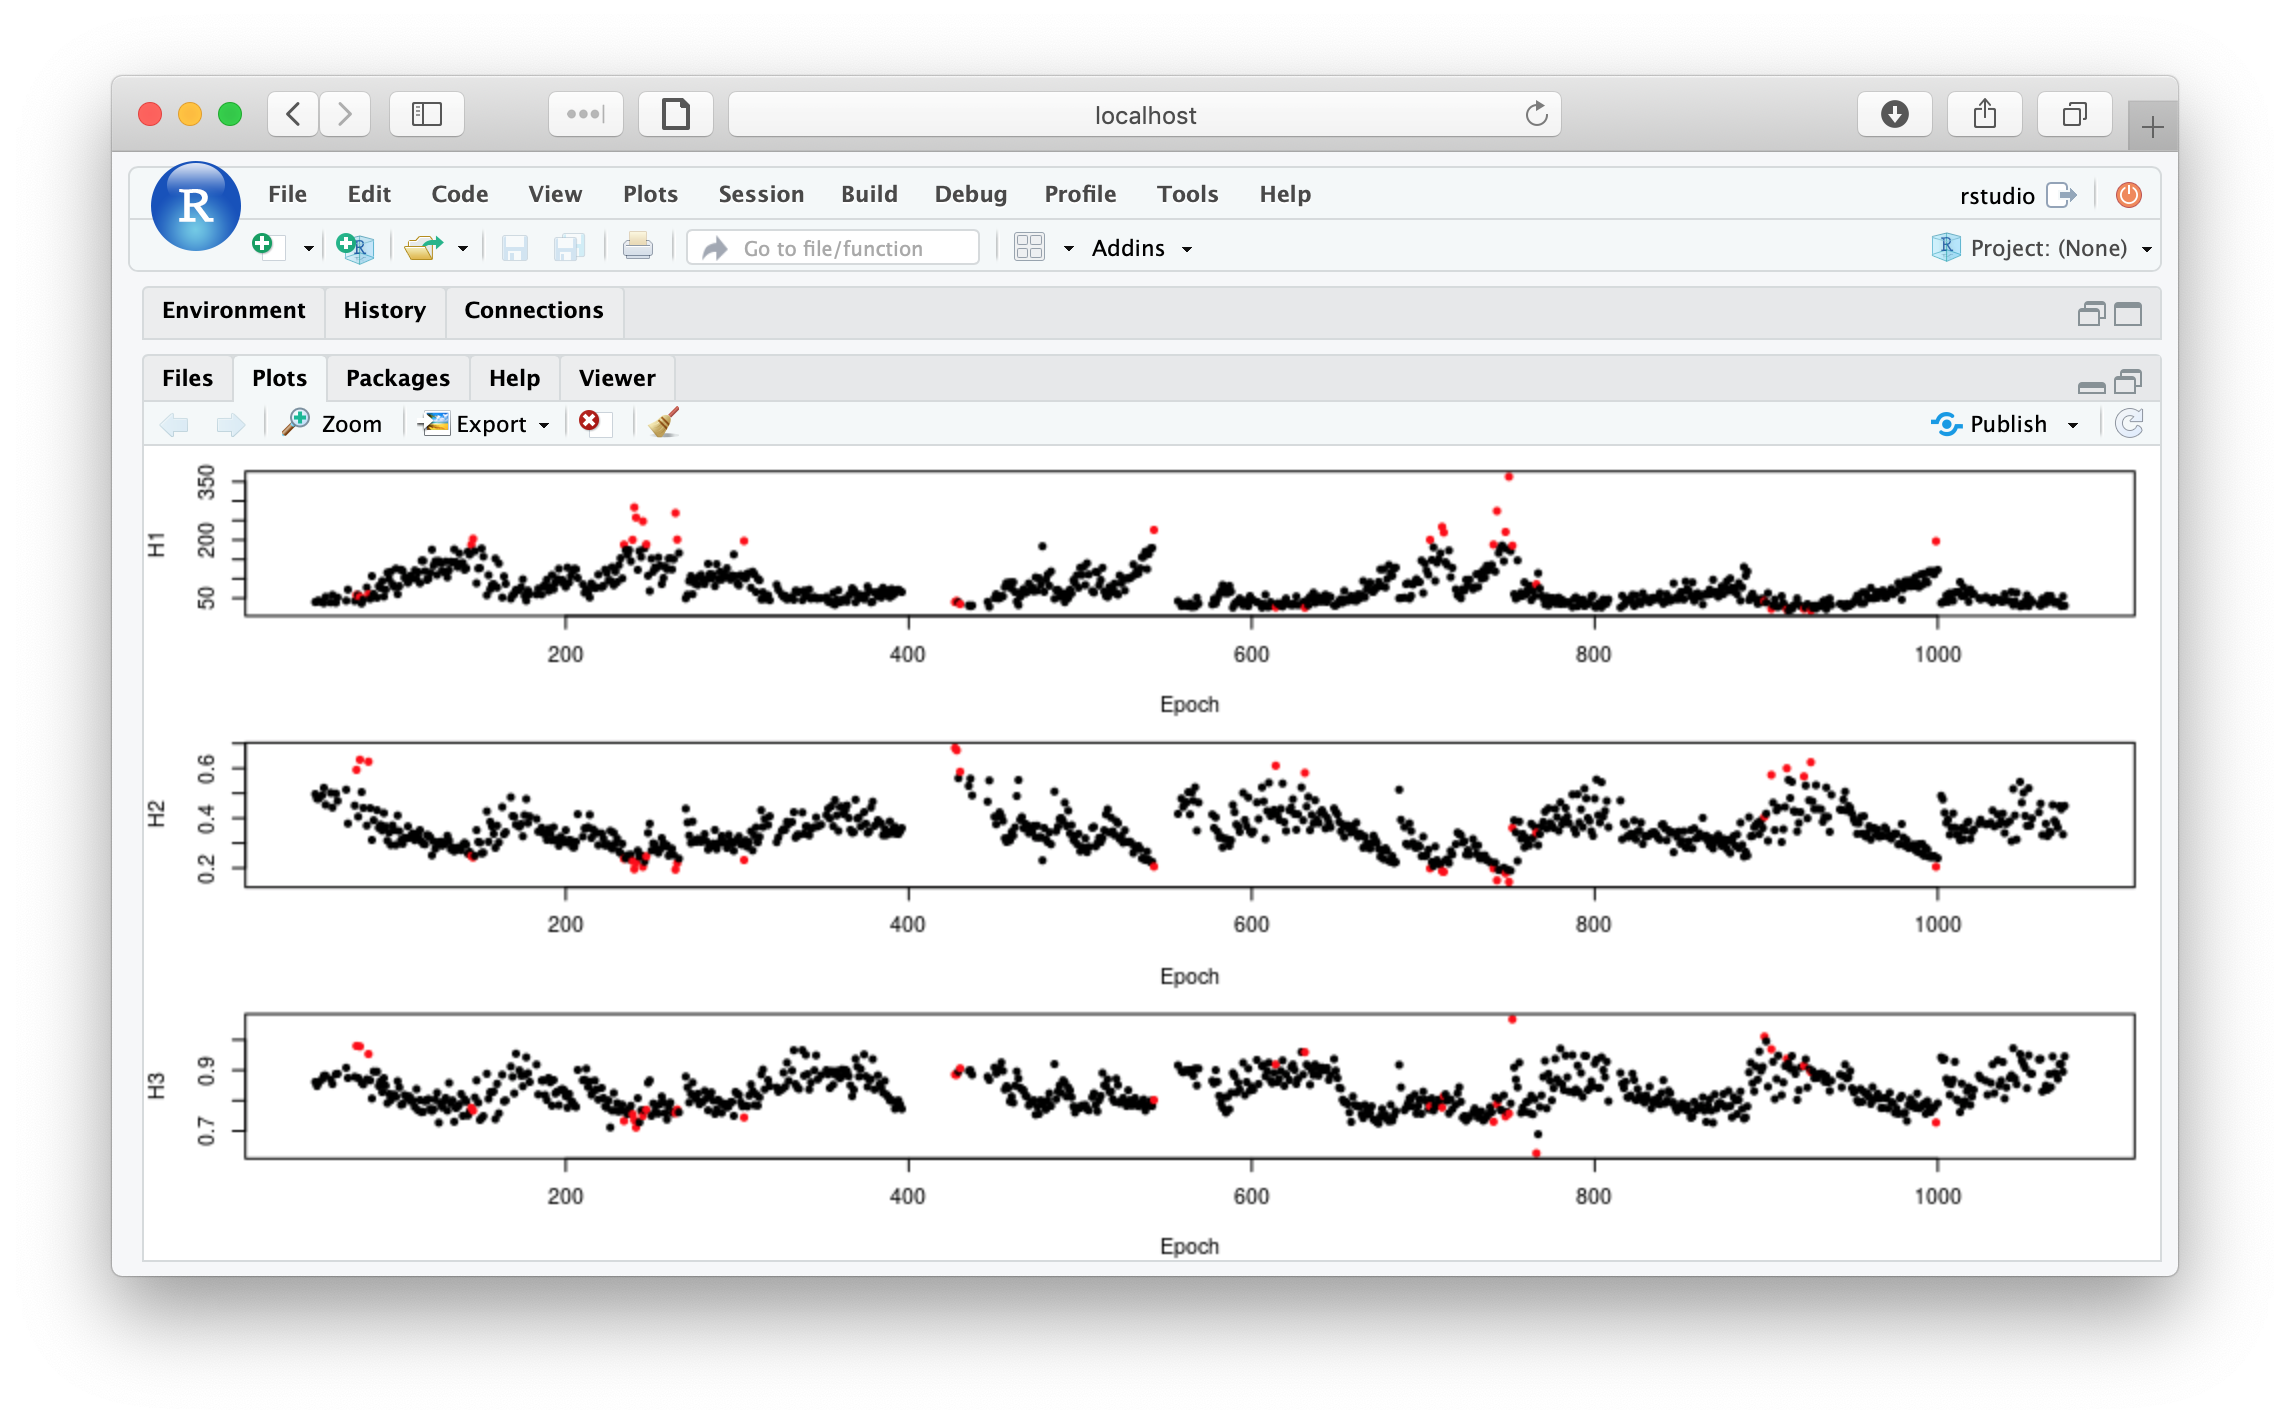 localhost
R
File Edit Code View Plots Session Build Debug Profile Tools Help rstudio
R Go to file/function Addins R Project: (None)
Environment History Connections
Files Plots Packages Help Viewer
Zoom Export Publish
H1
350
200
50
200 400 600 800 1000
Epoch
H2
0.6
0.4
0.2
200 400 600 800 1000
Epoch
H3
0.9
0.7
200 400 600 800 1000
Epoch